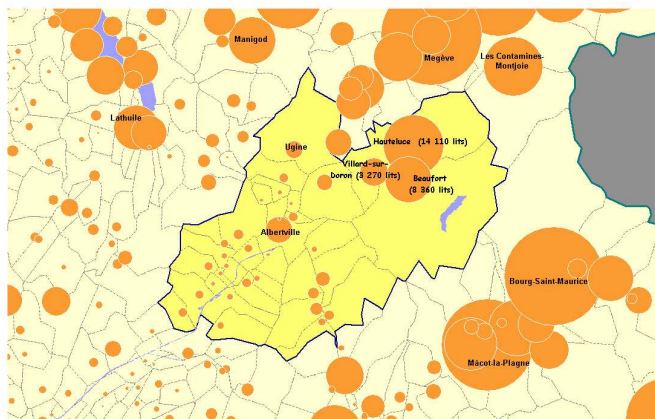 Manigod
Megève
Les Contamines-
Montjoie
Lathuile
Ugine
Hauteluce (14 110 lits)
Villard-sur-
Doron (3 270 lits)
Beaufort
(8 360 lits)
Albertville
Bourg-Saint-Maurice
Mâcot-la-Plagne